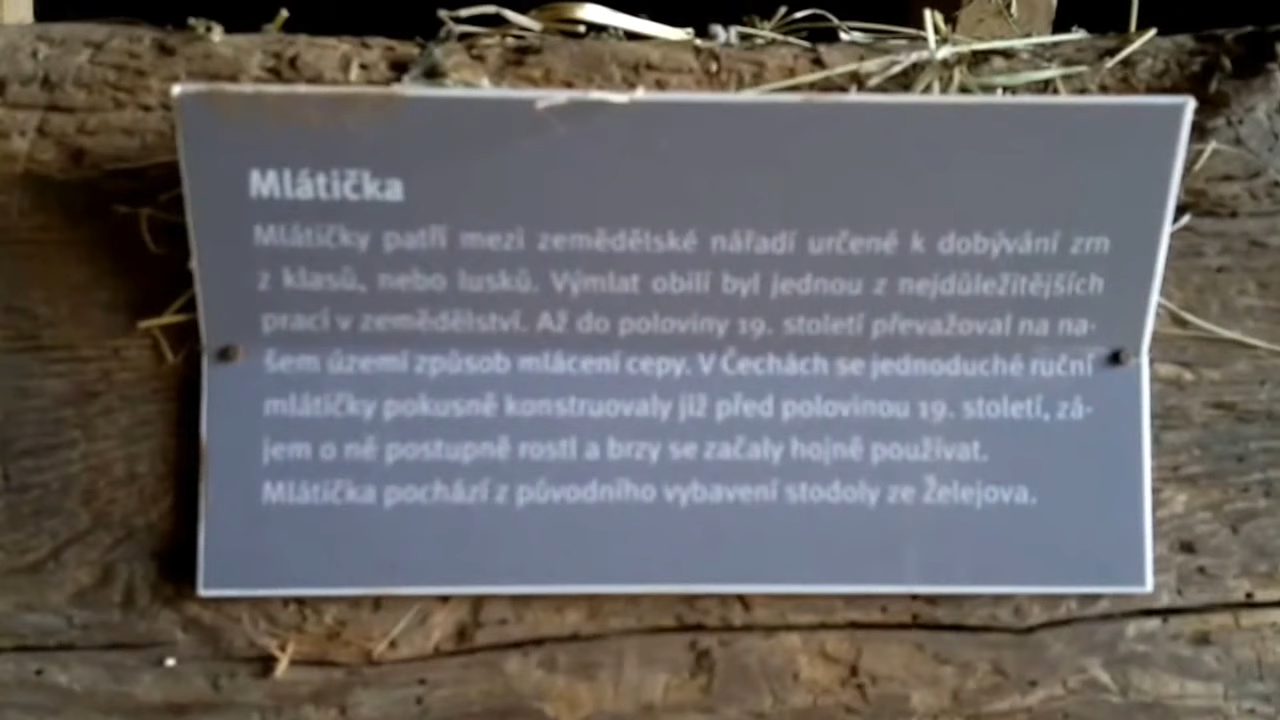 Mlátička
Mlátičky patří mezi zemědětské nářadí určené k dobývání zrn
z klasů, nebo lusků. Výmlat obilí byl jednou z nejdůležitějších
prací v zemědělství. Až do poloviny 19. století převažoval na na-
šem území způsob mlácení cepy. V Čechách se jednoduché ruční
mlátičky pokusně konstruovaly již před polovinou 19. století, zá-
jem o ně postupně rostl a brzy se začaly hojně používat.
Mlátička pochází z původního vybavení stodoly ze Želejova.